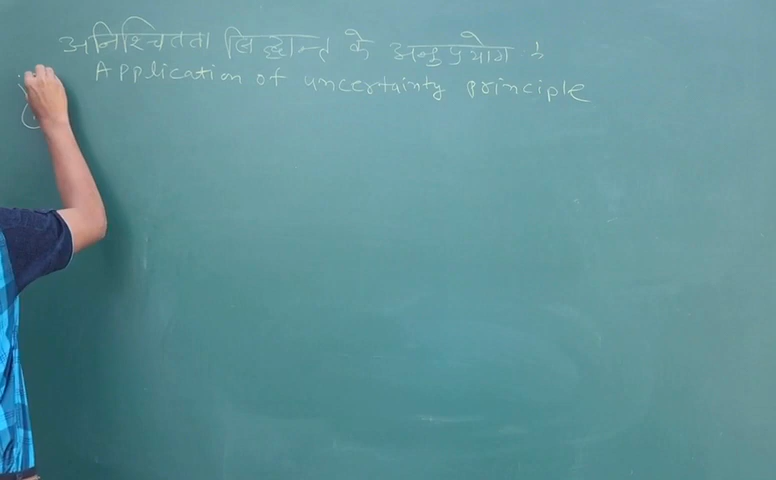 अनिश्चितता सिद्धान्त के अनुप्रयोग :
Application of uncertainty principle